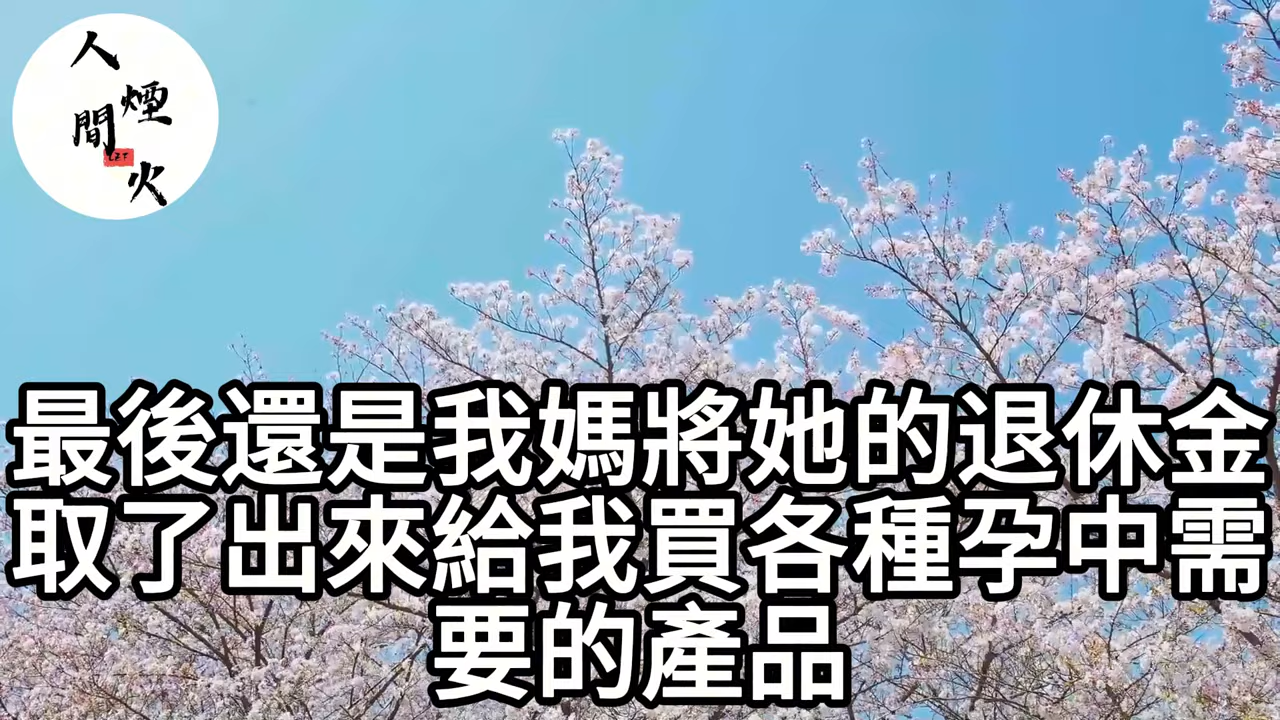 人間煙火
最後還是我媽將她的退休金
取了出來給我買各種孕中需
要的產品